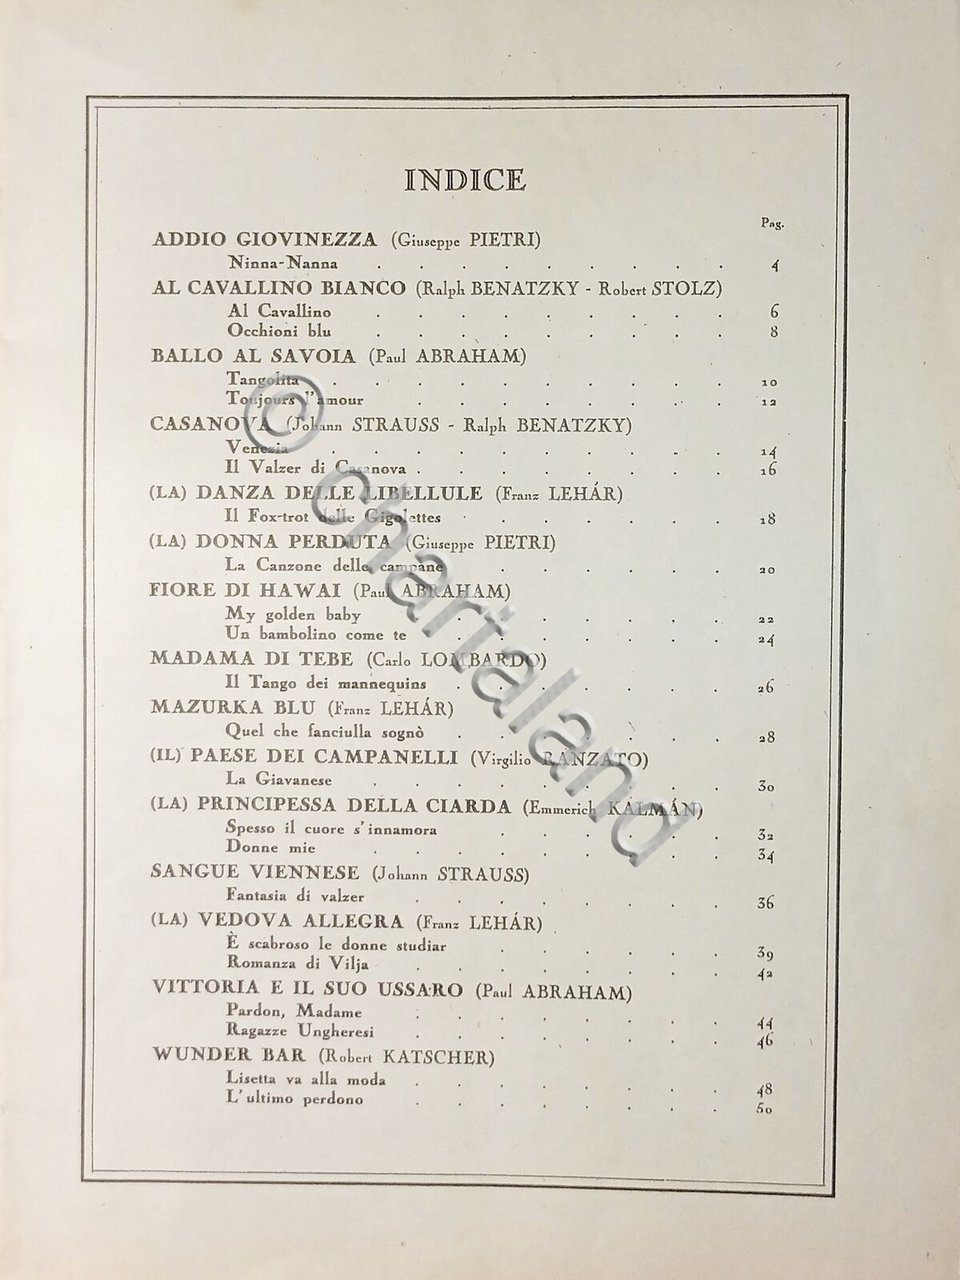 INDICE
Pag.
ADDIO GIOVINEZZA (Giuseppe PIETRI)
Ninna-Nanna . . . . . . . . . 4
AL CAVALLINO BIANCO (Ralph BENATZKY - Robert STOLZ)
Al Cavallino . . . . . . . . . 6
Occhioni blu . . . . . . . . . 8
BALLO AL SAVOIA (Paul ABRAHAM)
Tangolita . . . . . . . . . . 10
Toujours l'amour . . . . . . . . 12
CASANOVA (Johann STRAUSS - Ralph BENATZKY)
Venezia . . . . . . . . . . 14
Il Valzer di Casanova . . . . . . . . 16
(LA) DANZA DELLE LIBELLULE (Franz LEHÁR)
Il Fox-trot delle Gigolettes . . . . . . . 18
(LA) DONNA PERDUTA (Giuseppe PIETRI)
La Canzone delle campane . . . . . . 20
FIORE DI HAWAI (Paul ABRAHAM)
My golden baby . . . . . . . . 22
Un bambolino come te . . . . . . . 24
MADAMA DI TEBE (Carlo LOMBARDO)
Il Tango dei mannequins . . . . . . . 26
MAZURKA BLU (Franz LEHÁR)
Quel che fanciulla sognò . . . . . . . 28
(IL) PAESE DEI CAMPANELLI (Virgilio RANZATO)
La Giavanese . . . . . . . . . 30
(LA) PRINCIPESSA DELLA CIARDA (Emmerich KÁLMÁN)
Spesso il cuore s'innamora . . . . . . 32
Donne mie . . . . . . . . . 34
SANGUE VIENNESE (Johann STRAUSS)
Fantasia di valzer . . . . . . . . 36
(LA) VEDOVA ALLEGRA (Franz LEHÁR)
È scabroso le donne studiar . . . . . . 39
Romanza di Vilja . . . . . . . . 42
VITTORIA E IL SUO USSARO (Paul ABRAHAM)
Pardon, Madame . . . . . . . . 44
Ragazze Ungheresi . . . . . . . . 46
WUNDER BAR (Robert KATSCHER)
Lisetta va alla moda . . . . . . . . 48
L'ultimo perdono . . . . . . . . 50
© chartaland